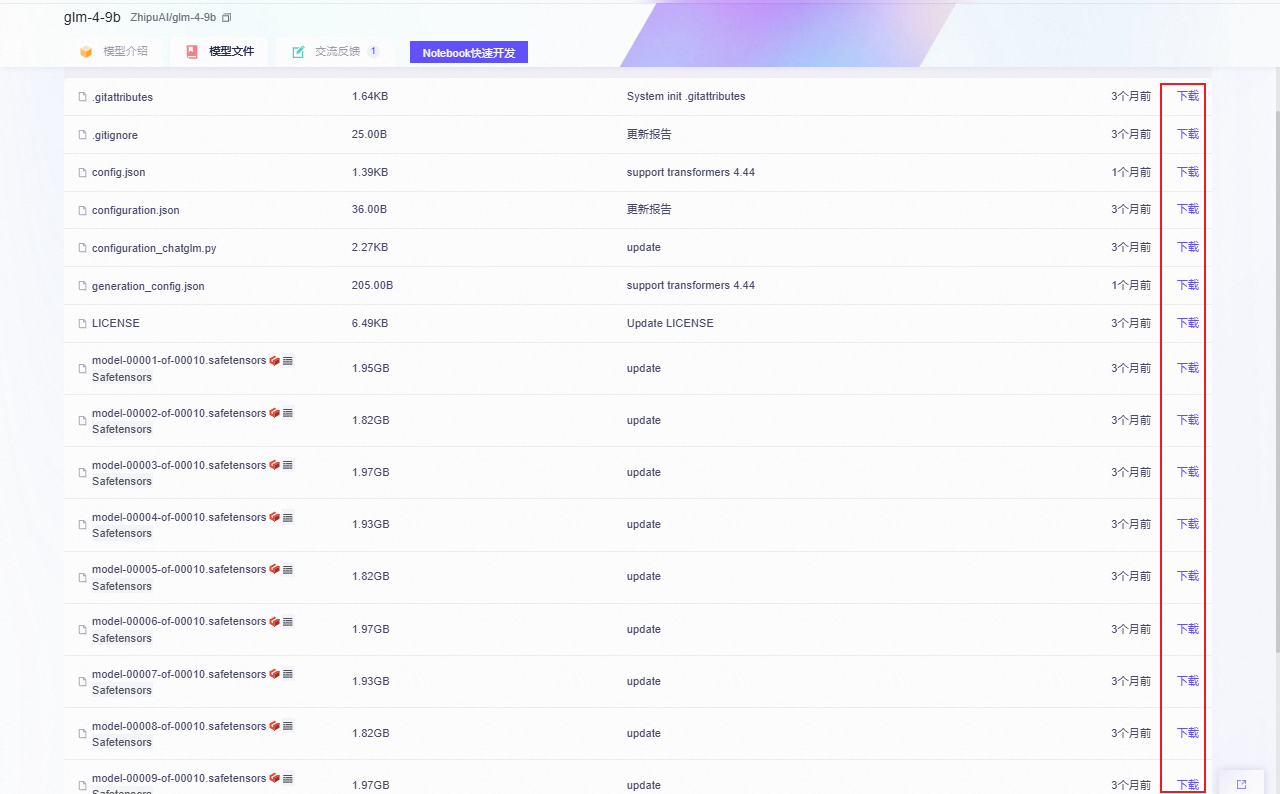 glm-4-9b ZhipuAI/glm-4-9b
模型介绍 模型文件 交流反馈 1 Notebook快速开发
.gitattributes 1.64KB System init .gitattributes 3个月前 下载
.gitignore 25.00B 更新报告 3个月前 下载
config.json 1.39KB support transformers 4.44 1个月前 下载
configuration.json 36.00B 更新报告 3个月前 下载
configuration_chatglm.py 2.27KB update 3个月前 下载
generation_config.json 205.00B support transformers 4.44 1个月前 下载
LICENSE 6.49KB Update LICENSE 3个月前 下载
model-00001-of-00010.safetensors 1.95GB update 3个月前 下载
Safetensors
model-00002-of-00010.safetensors 1.82GB update 3个月前 下载
Safetensors
model-00003-of-00010.safetensors 1.97GB update 3个月前 下载
Safetensors
model-00004-of-00010.safetensors 1.93GB update 3个月前 下载
Safetensors
model-00005-of-00010.safetensors 1.82GB update 3个月前 下载
Safetensors
model-00006-of-00010.safetensors 1.97GB update 3个月前 下载
Safetensors
model-00007-of-00010.safetensors 1.93GB update 3个月前 下载
Safetensors
model-00008-of-00010.safetensors 1.82GB update 3个月前 下载
Safetensors
model-00009-of-00010.safetensors 1.97GB update 3个月前 下载
Safetensors